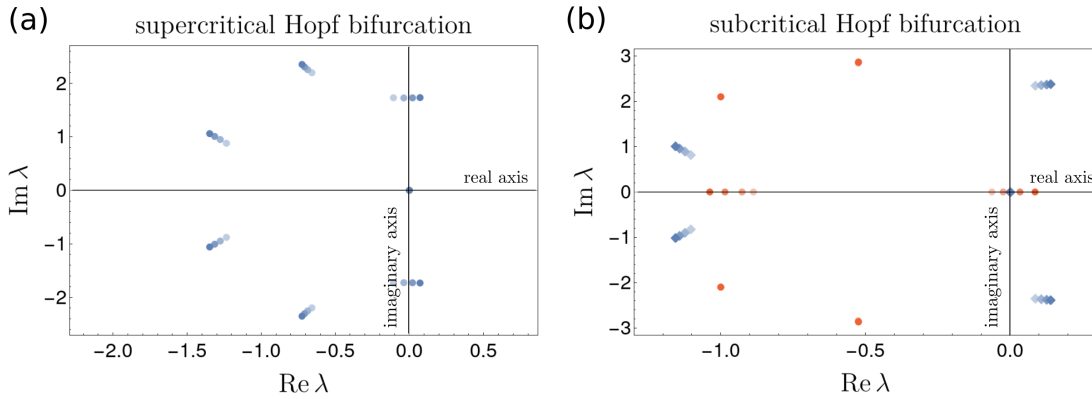 (a)
supercritical Hopf bifurcation
2
1
0
−1
−2
Im λ
real axis
imaginary axis
−2.0 −1.5 −1.0 −0.5 0.0 0.5
Re λ
(b)
subcritical Hopf bifurcation
3
2
1
0
−1
−2
−3
Im λ
real axis
imaginary axis
−1.0 −0.5 0.0
Re λ